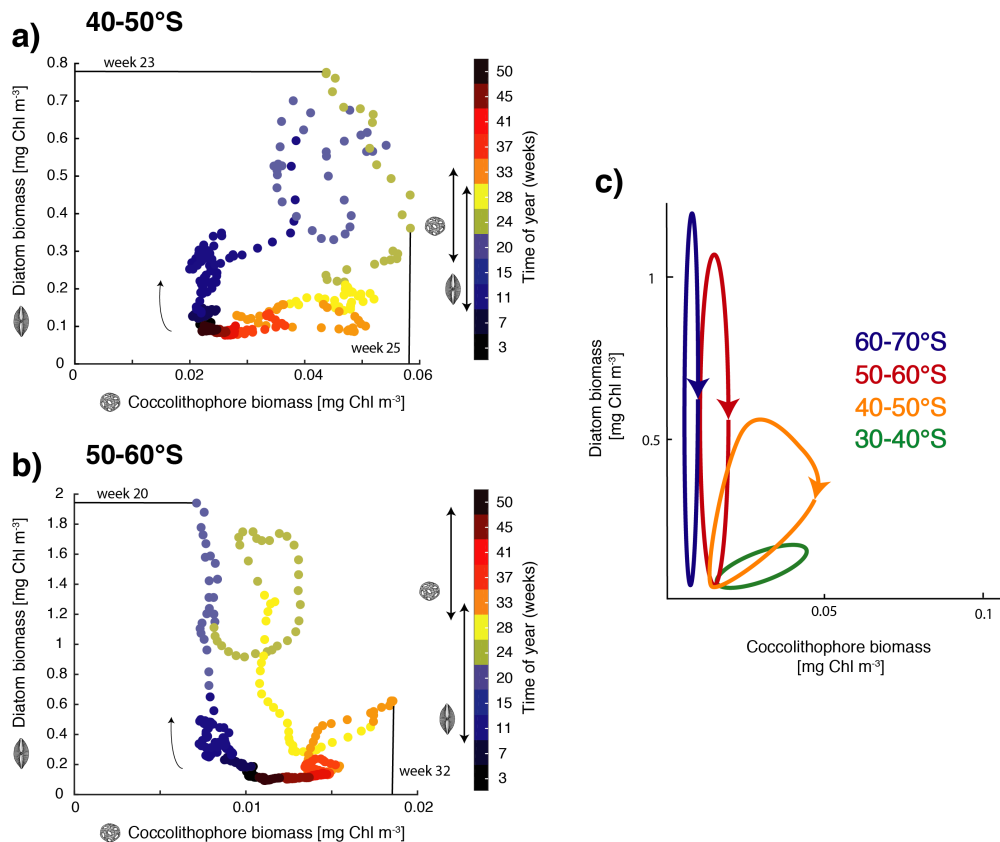 a)
40-50°S
Diatom biomass [mg Chl m-3]
0.8
0.7
0.6
0.5
0.4
0.3
0.2
0.1
0
week 23
week 25
0.02
0.04
0.06
Coccolithophore biomass [mg Chl m-3]
50
45
41
37
33
28
24
20
15
11
7
3
Time of year (weeks)
b)
50-60°S
Diatom biomass [mg Chl m-3]
2
1.8
1.6
1.4
1.2
1
0.8
0.6
0.4
0.2
0
week 20
week 32
0
0.01
0.02
Coccolithophore biomass [mg Chl m-3]
50
45
41
37
33
28
24
20
15
11
7
3
Time of year (weeks)
c)
Diatom biomass
[mg Chl m-3]
1
0.5
60-70°S
50-60°S
40-50°S
30-40°S
0.05
0.1
Coccolithophore biomass
[mg Chl m-3]